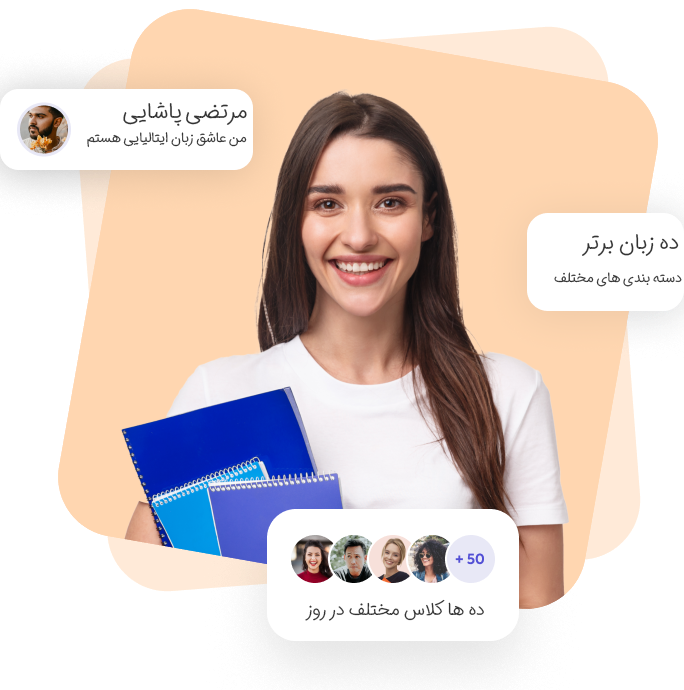 مرتضی پاشایی
من عاشق زبان ایتالیایی هستم
ده زبان برتر
دسته بندی های مختلف
+ 50
ده ها کلاس مختلف در روز